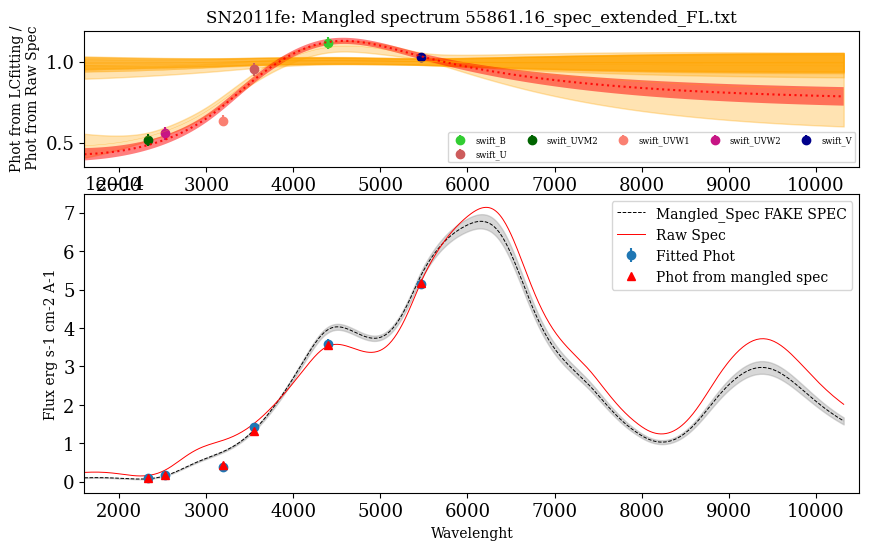 SN2011fe: Mangled spectrum 55861.16_spec_extended_FL.txt
Phot from LCfitting /
Phot from Raw Spec
1.0
0.5
swift_B
swift_UVM2
swift_UVW1
swift_UVW2
swift_V
swift_U
2000 3000 4000 5000 6000 7000 8000 9000 10000
1e−14
Flux erg s-1 cm-2 A-1
7
6
5
4
3
2
1
0
Mangled_Spec FAKE SPEC
Raw Spec
Fitted Phot
Phot from mangled spec
2000 3000 4000 5000 6000 7000 8000 9000 10000
Wavelenght